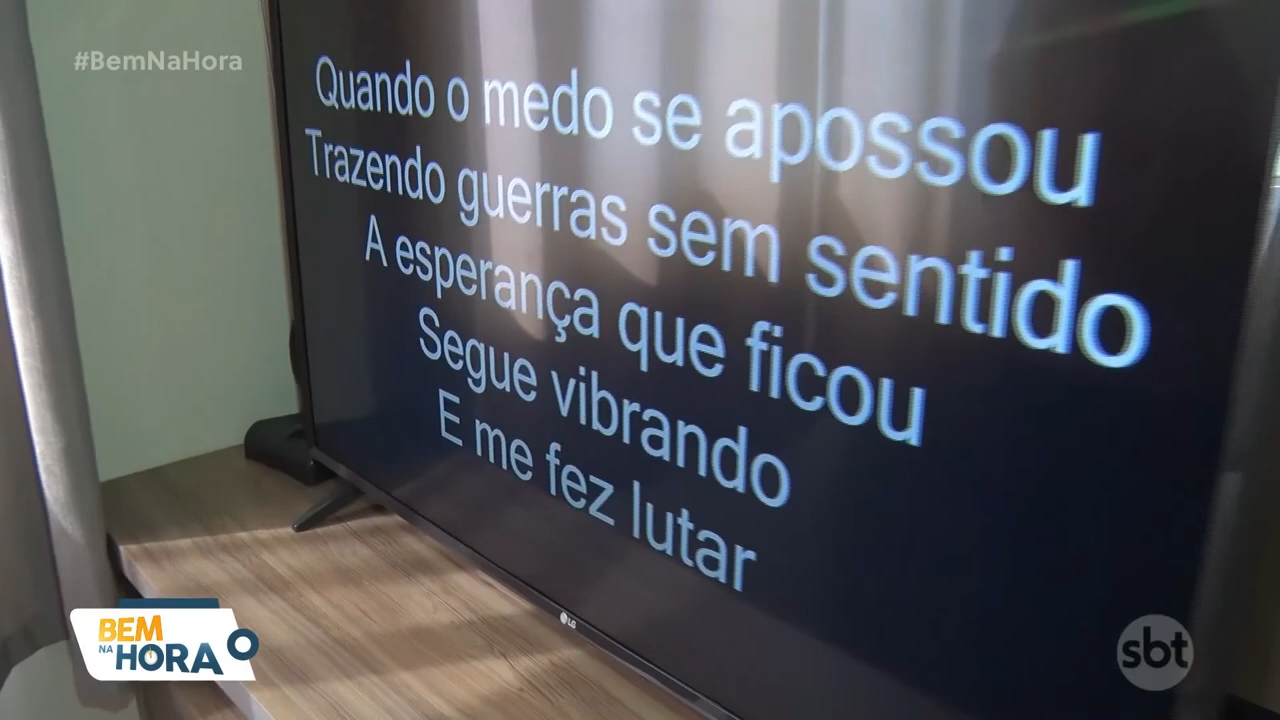 #BemNaHora
Quando o medo se apossou
Trazendo guerras sem sentido
A esperança que ficou
Segue vibrando
E me fez lutar
LG
BEM
NA HORA
sbt